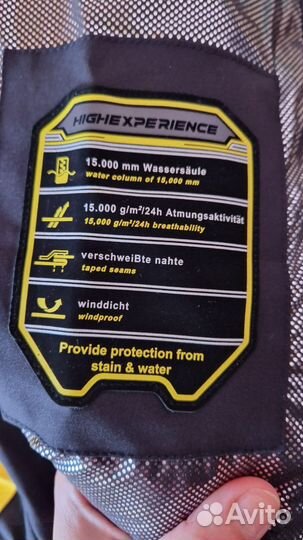 HIGHEXPERIENCE
15.000 mm Wassersäule
water column of 15,000 mm
15.000 g/m²/24h Atmungsaktivität
15,000 g/m²/24h breathability
verschweißte nahte
taped seams
winddicht
windproof
Provide protection from
stain & water
Avito